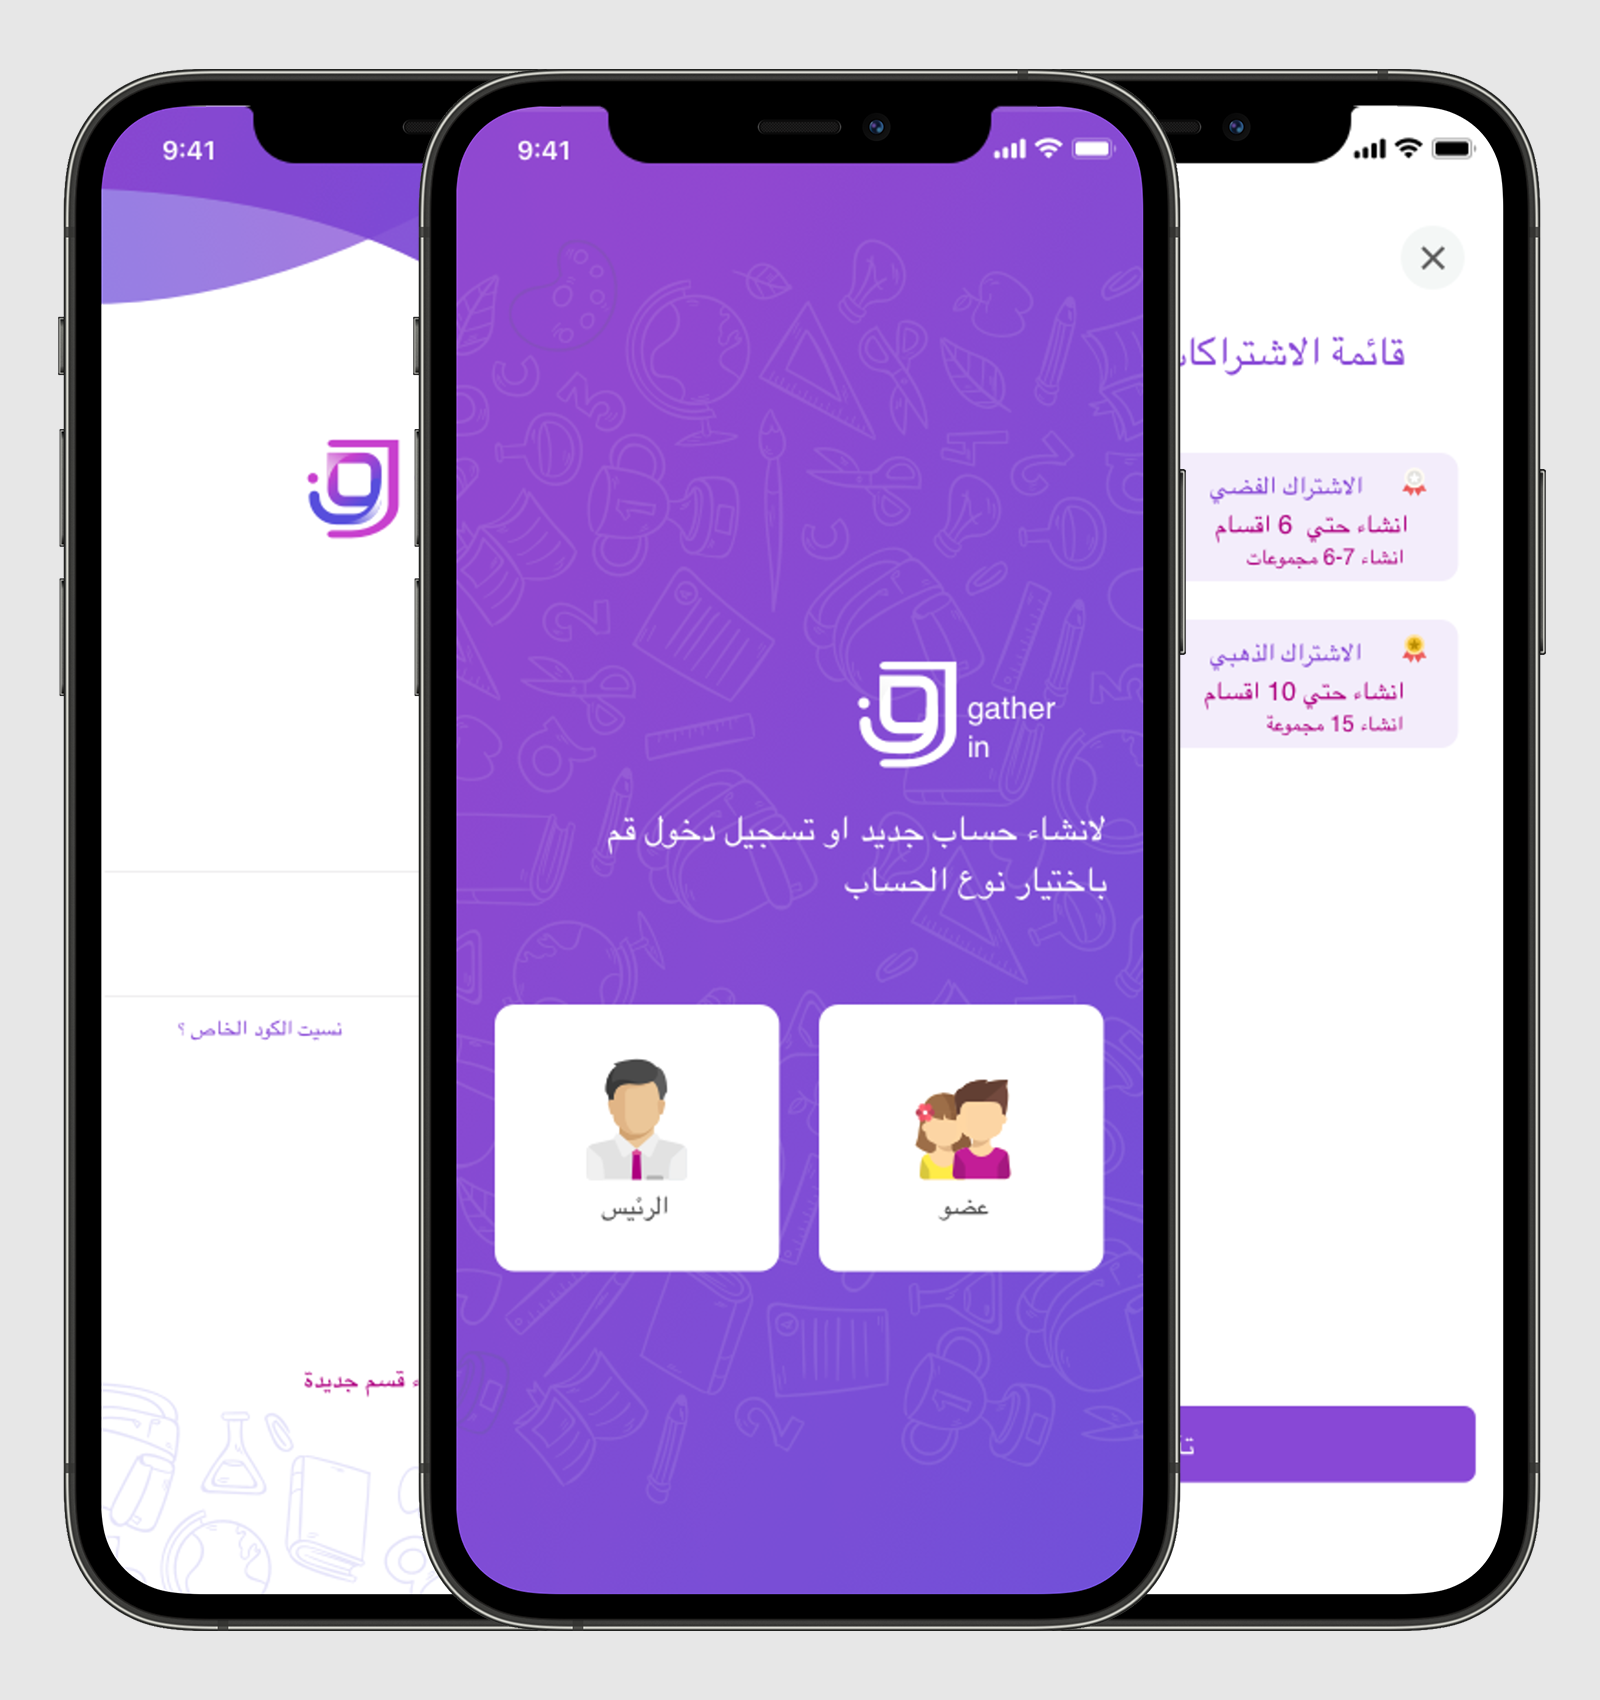 9:41
نسيت الكود الخاص ؟
قسم جديدة
9:41
gather
in
لانشاء حساب جديد او تسجيل دخول قم
باختيار نوع الحساب
عضو
الرئيس
قائمة
الاشتراك الفضي
انشاء حتي 6 اقسام
انشاء 7-6 مجموعات
الاشتراك الذهبي
انشاء حتي 10 اقسام
انشاء 15 مجموعة